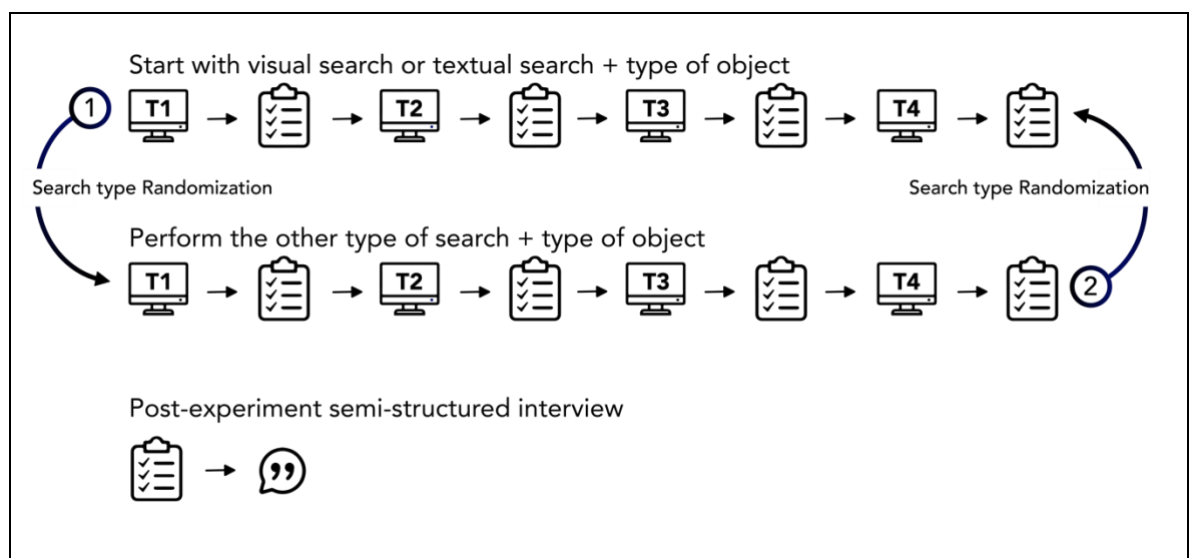 Start with visual search or textual search + type of object
1 T1 T2 T3 T4
Search type Randomization Search type Randomization
Perform the other type of search + type of object
T1 T2 T3 T4 2
Post-experiment semi-structured interview